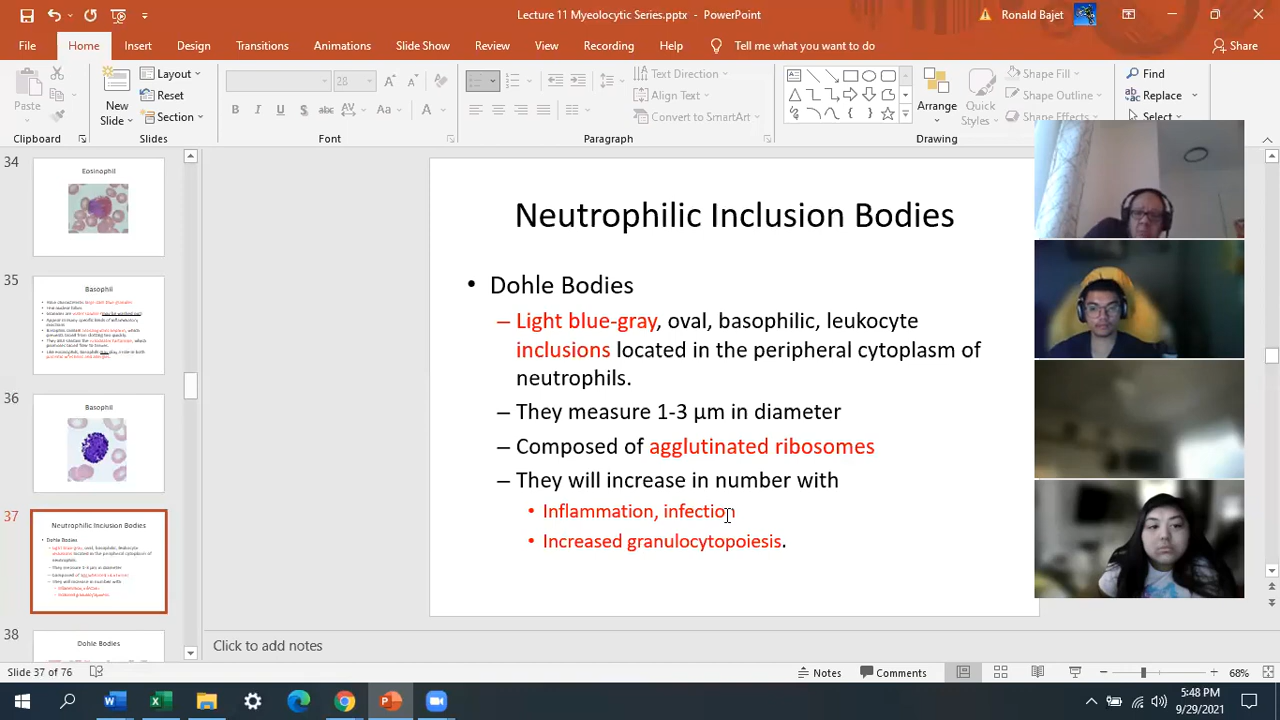 Lecture 11 Myeolocytic Series.pptx - PowerPoint
Ronald Bajet
File Home Insert Design Transitions Animations Slide Show Review View Recording Help Tell me what you want to do Share
Paste
Clipboard
New
Slide
Layout
Reset
Section
Slides
28
B I U S abc AV Aa A
Font
Text Direction
Align Text
Convert to SmartArt
Paragraph
Arrange
Quick
Styles
Shape Fill
Shape Outline
Shape Effects
Drawing
Find
Replace
Select
34
Eosinophil
35
Basophil
36
Basophil
37
Neutrophilic Inclusion Bodies
38
Dohle Bodies
Neutrophilic Inclusion Bodies
• Dohle Bodies
– Light blue-gray, oval, basophilic, leukocyte
inclusions located in the peripheral cytoplasm of
neutrophils.
– They measure 1-3 µm in diameter
– Composed of agglutinated ribosomes
– They will increase in number with
• Inflammation, infection
• Increased granulocytopoiesis.
Click to add notes
Slide 37 of 76
Notes
Comments
68%
5:48 PM
9/29/2021